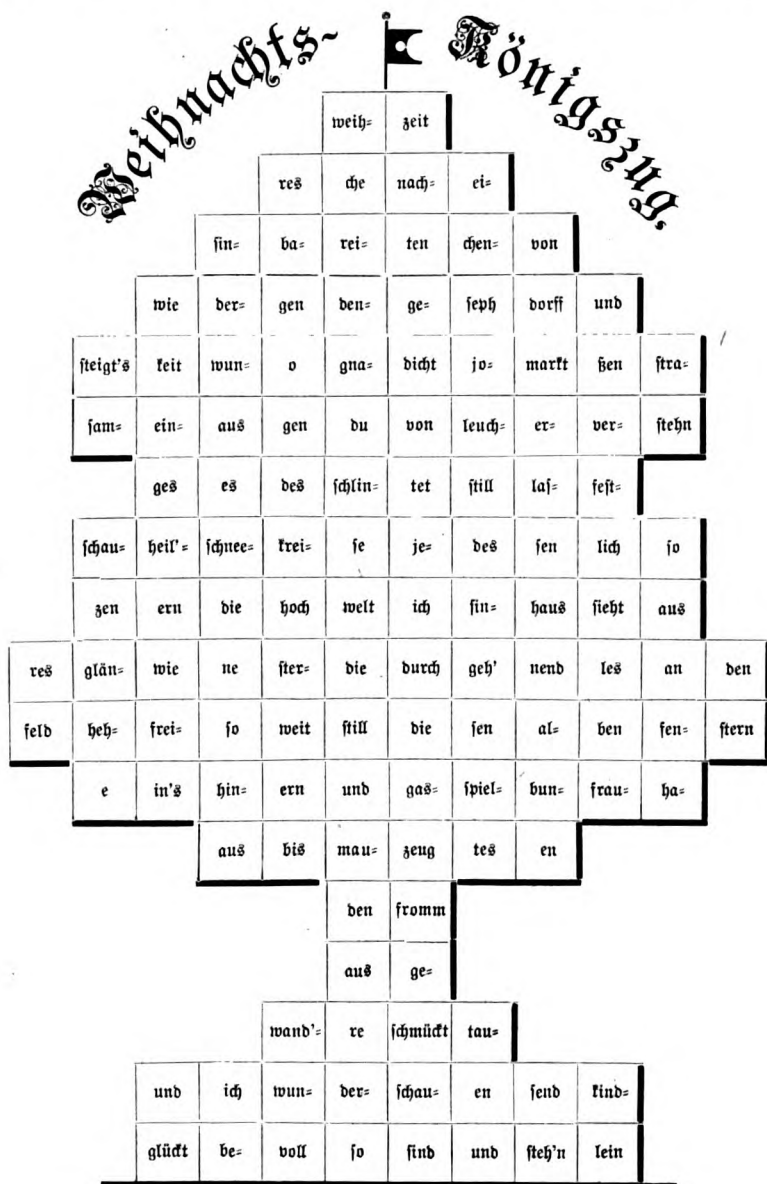 Weihnachts-Königszug.
weih- zeit
res che nach- ei-
sin- ba- rei- ten chen- von
wie der- gen den- ge- seph dorff und
steigt's keit wun- o gna- dicht jo- markt ßen stra-
sam- ein- aus gen du von leuch- er- ver- stehn
ges es des schlin- tet still las- fest-
schau- heil'- schnee- krei- se je- des sen lich so
zen ern die hoch welt ich sin- haus sieht aus
res glän- wie ne ster- die durch geh' nend les an den
feld heh- frei- so weit still die sen al- ben fen- stern
e in's hin- ern und gas- spiel- bun- frau- ha-
aus bis mau- zeug tes en
den fromm
aus ge-
wand'- re schmückt tau-
und ich wun- der- schau- en send kind-
glückt be- voll so sind und steh'n lein